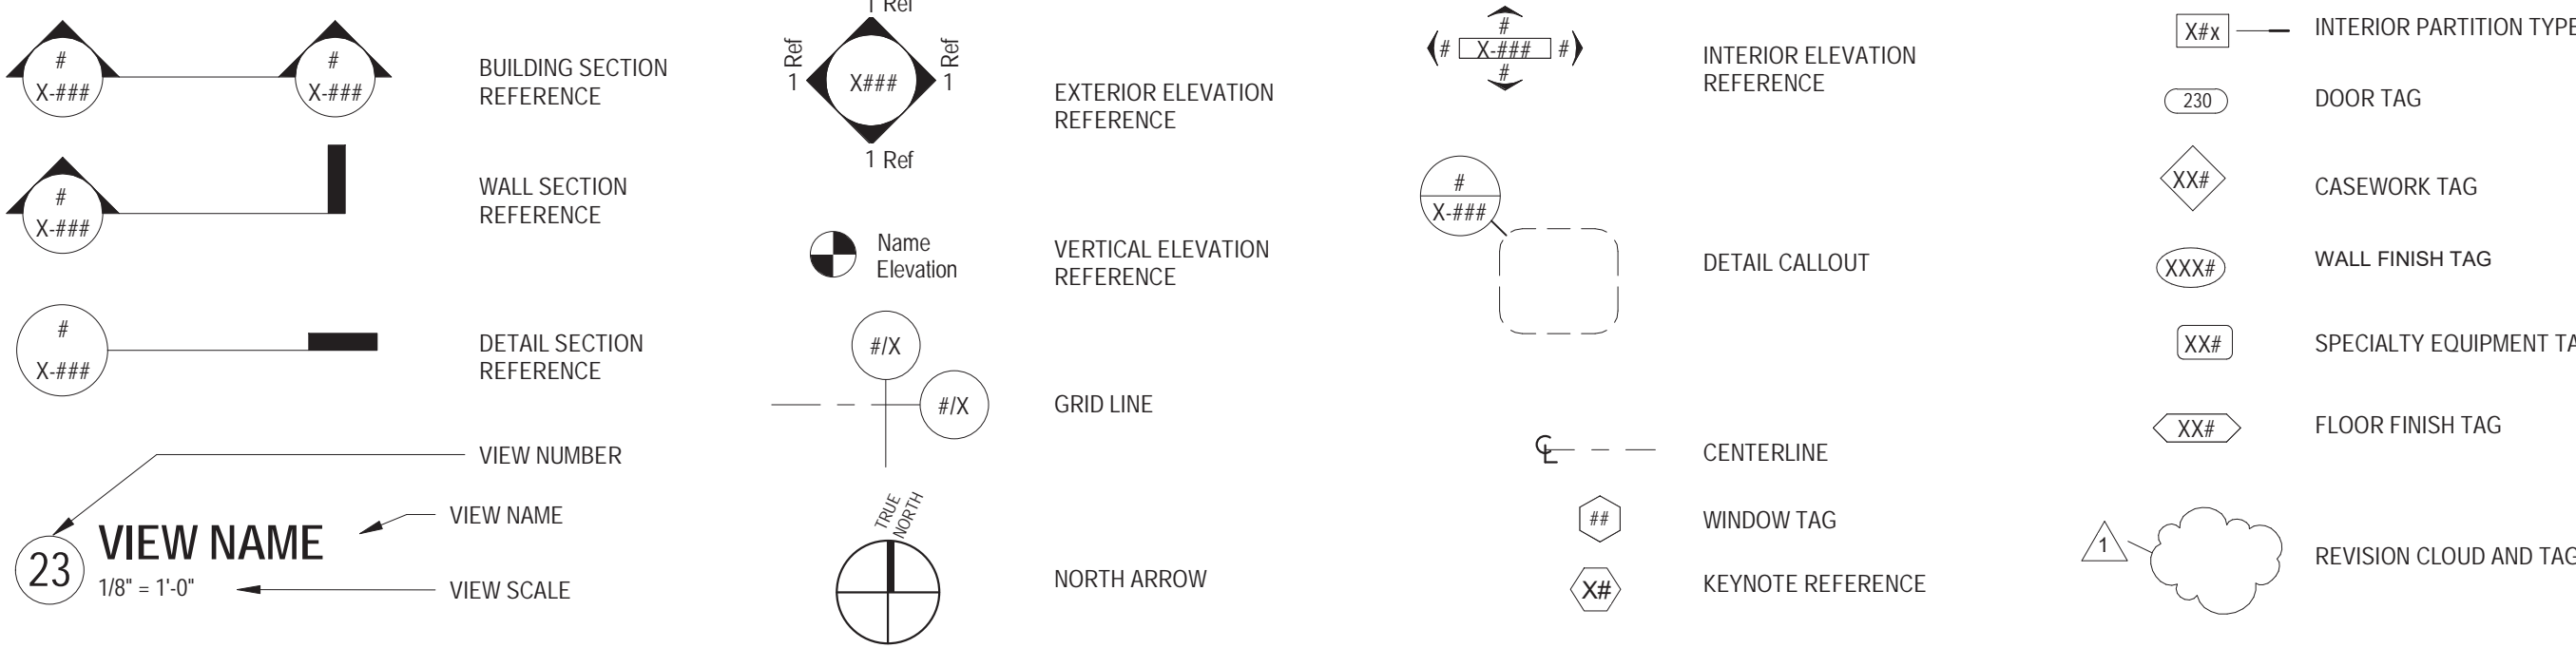 #
X-###
#
X-###
BUILDING SECTION
REFERENCE
#
X-###
WALL SECTION
REFERENCE
#
X-###
DETAIL SECTION
REFERENCE
VIEW NUMBER
VIEW NAME
23
VIEW NAME
1/8" = 1'-0"
VIEW SCALE
1 Ref
1 Ref
X###
1 Ref
1 Ref
EXTERIOR ELEVATION
REFERENCE
Name
Elevation
VERTICAL ELEVATION
REFERENCE
#/X
#/X
GRID LINE
TRUE
NORTH
NORTH ARROW
#
# X-### #
#
INTERIOR ELEVATION
REFERENCE
#
X-###
DETAIL CALLOUT
CL
CENTERLINE
##
WINDOW TAG
X#
KEYNOTE REFERENCE
X#x
INTERIOR PARTITION TYPE
230
DOOR TAG
XX#
CASEWORK TAG
XXX#
WALL FINISH TAG
XX#
SPECIALTY EQUIPMENT TA
XX#
FLOOR FINISH TAG
1
REVISION CLOUD AND TAG